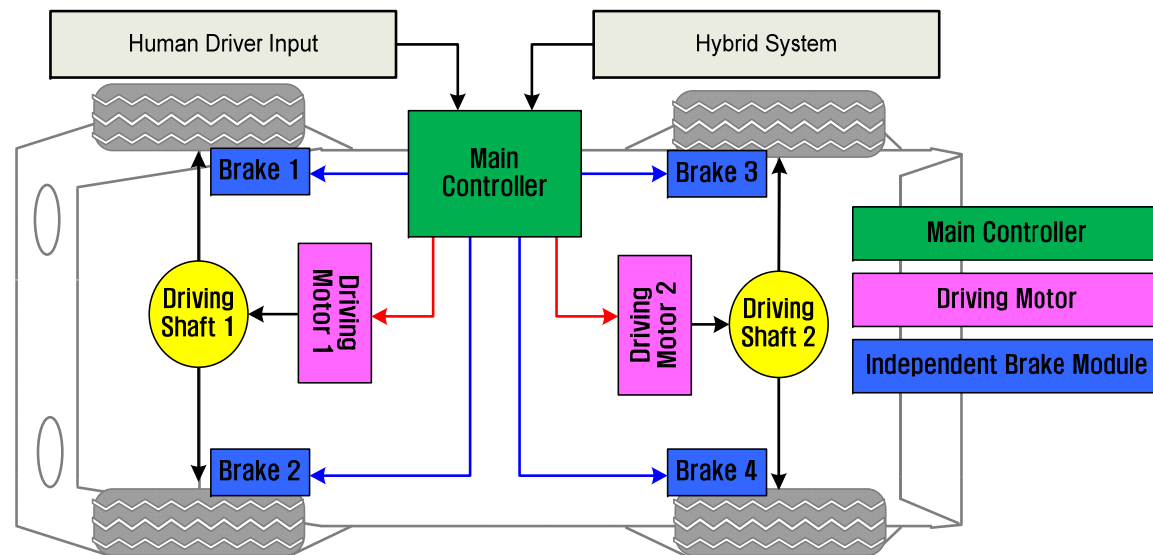 Human Driver Input
Hybrid System
Main
Controller
Brake 1
Brake 3
Driving
Shaft 1
Driving
Motor 1
Driving
Motor 2
Driving
Shaft 2
Brake 2
Brake 4
Main Controller
Driving Motor
Independent Brake Module